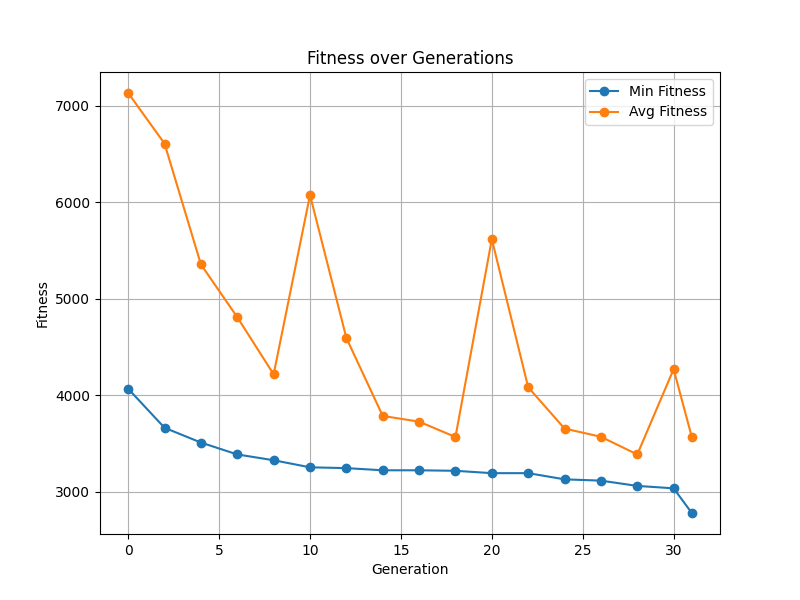 Fitness over Generations
Min Fitness
Avg Fitness
7000
6000
5000
4000
3000
Fitness
0 5 10 15 20 25 30
Generation